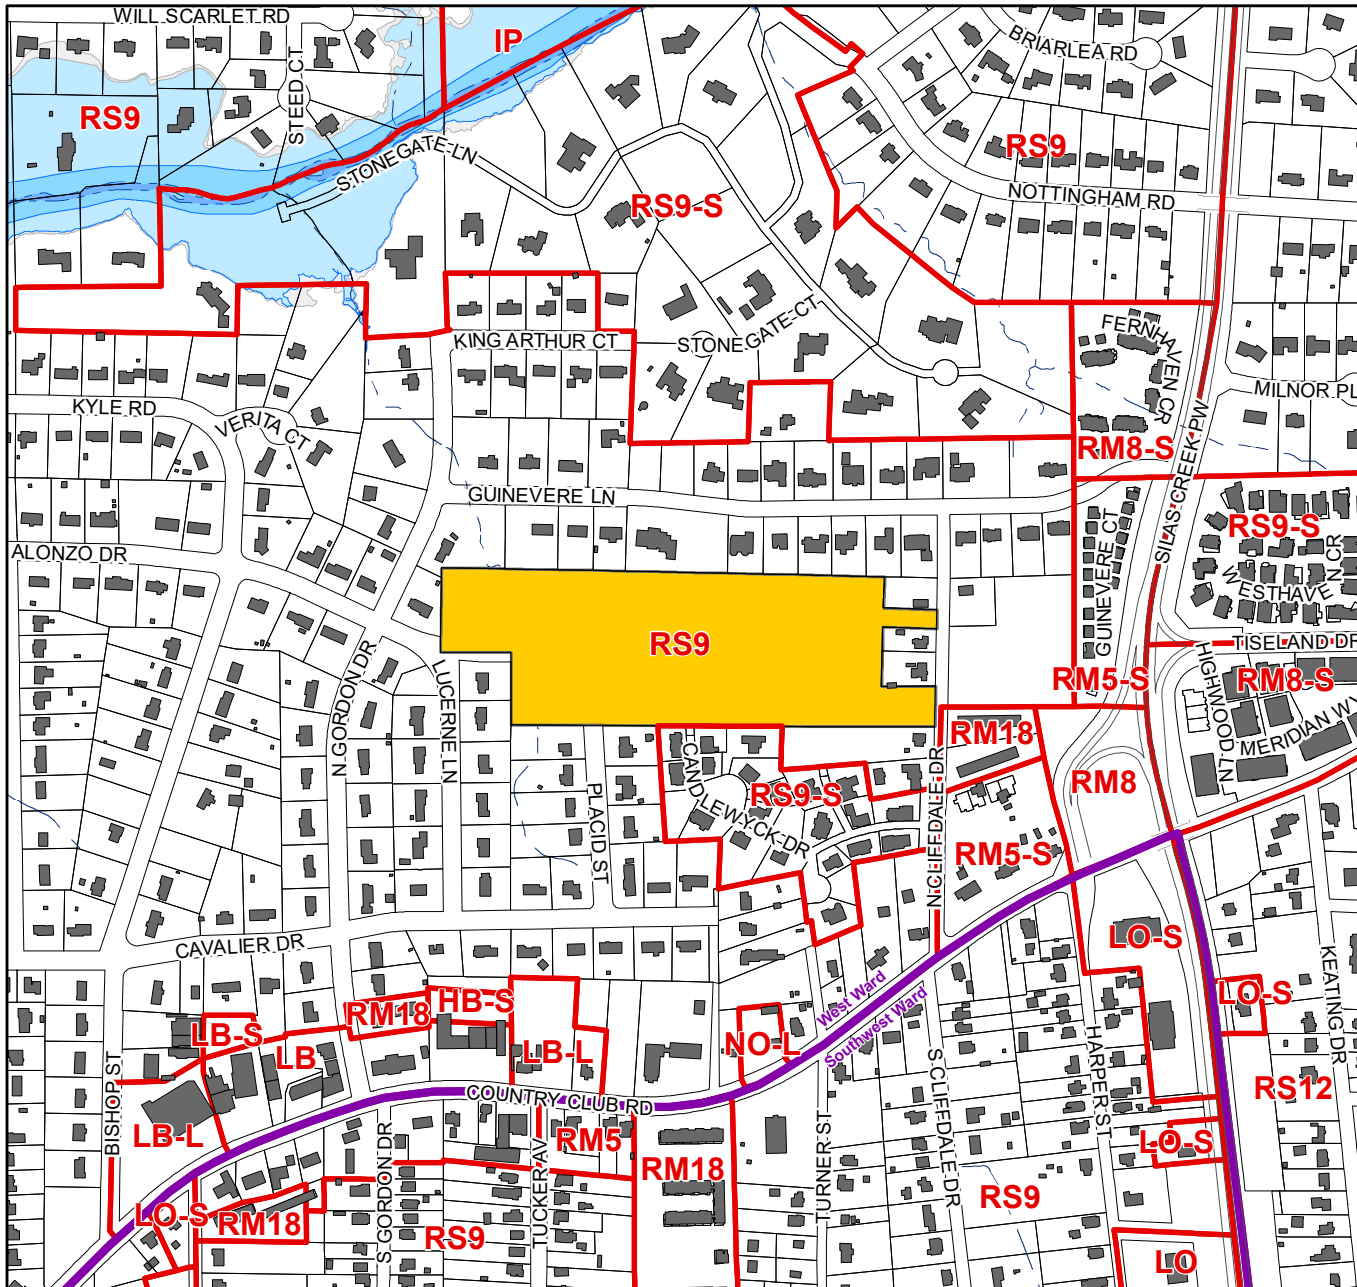 WILL SCARLET RD
IP
BRIARLEA RD
RS9
STEED CT
RS9
STONEGATE LN
NOTTINGHAM RD
RS9-S
FERNHAVEN CR
KING ARTHUR CT
STONEGATE CT
MILNOR PL
KYLE RD
VERITA CT
RM8-S
SILAS CREEK PW
GUINEVERE LN
RS9-S
ALONZO DR
GUINEVERE CT
WESTHAVEN CR
RS9
TISELAND DR
N GORDON DR
LUCERNE LN
RM5-S
HIGHWOOD LN
RM8-S
MERIDIAN WY
RM18
CANDLEWYCK DR
RS9-S
RM8
PLACID ST
N CLIFFDALE DR
RM5-S
CAVALIER DR
LO-S
KEATING DR
RM18
HB-S
LB-S
LB
LB-L
NO-L
West Ward
Southwest Ward
LO-S
HARPER ST
BISHOP ST
COUNTRY CLUB RD
S CLIFFDALE DR
RS12
LB-L
RM5
TUCKER AV
RM18
TURNER ST
LO-S
RS9
LO-S
RM18
S GORDON DR
RS9
LO